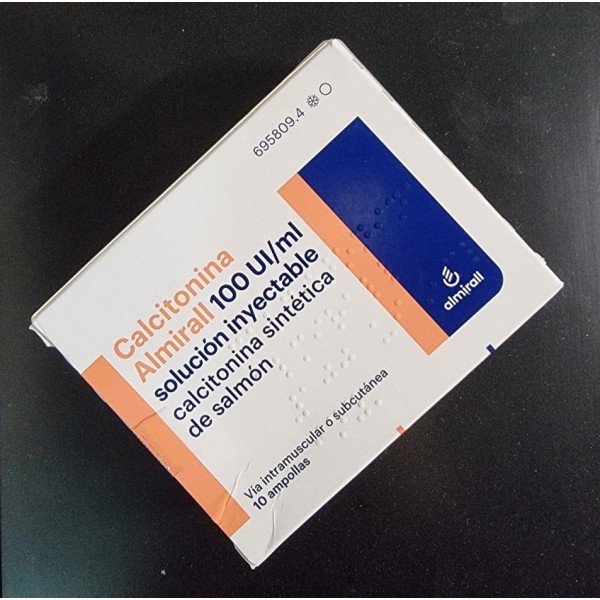 695809.4
Calcitonina
Almirall 100 UI/ml
solución inyectable
calcitonina sintética
de salmón
Vía intramuscular o subcutánea
10 ampollas
almirall